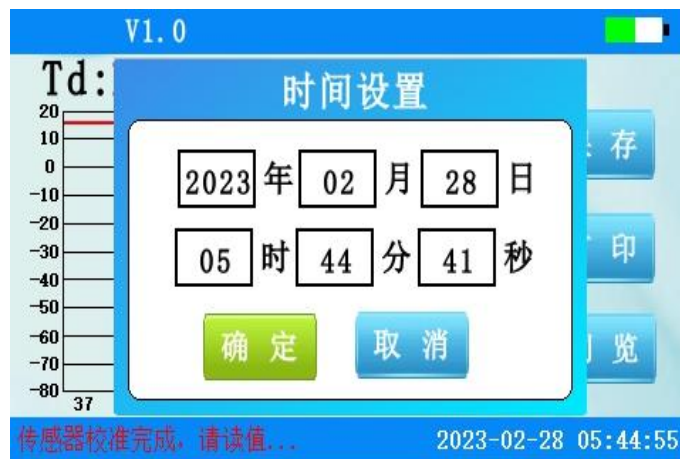 V1.0
Td:
时间设置
20
10
0
-10
-20
-30
-40
-50
-60
-70
-80
37
2023 年 02 月 28 日
05 时 44 分 41 秒
确 定 取 消
存
印
览
传感器校准完成，请读值...
2023-02-28 05:44:55